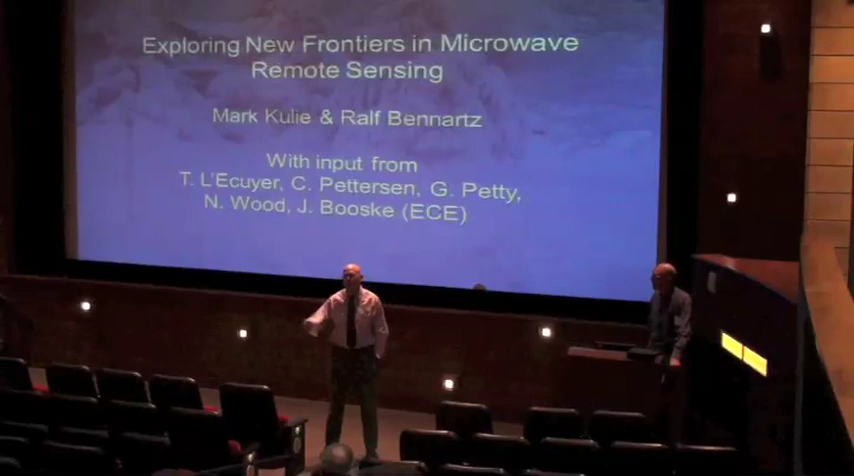 Exploring New Frontiers in Microwave
Remote Sensing
Mark Kulie & Ralf Bennartz
With input from
T. L'Ecuyer, C. Pettersen, G. Petty,
N. Wood, J. Booske (ECE)